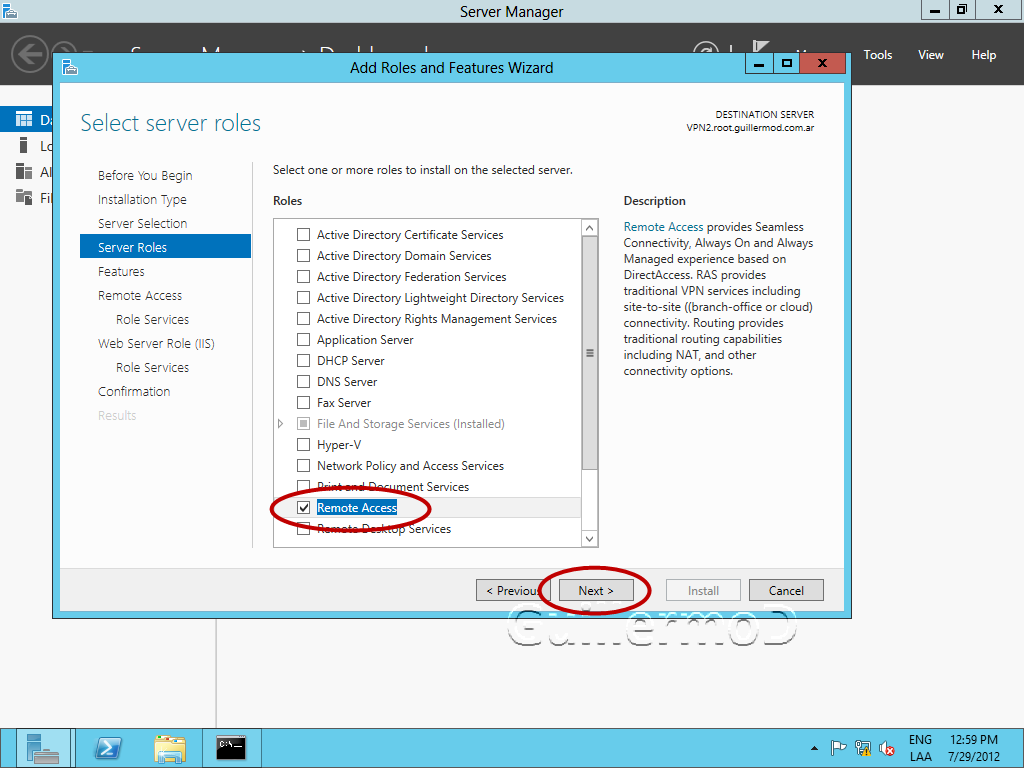 Server Manager
Tools
View
Help
Add Roles and Features Wizard
Select server roles
DESTINATION SERVER
VPN2.root.guillermod.com.ar
Before You Begin
Installation Type
Server Selection
Server Roles
Features
Remote Access
Role Services
Web Server Role (IIS)
Role Services
Confirmation
Results
Select one or more roles to install on the selected server.
Roles
Active Directory Certificate Services
Active Directory Domain Services
Active Directory Federation Services
Active Directory Lightweight Directory Services
Active Directory Rights Management Services
Application Server
DHCP Server
DNS Server
Fax Server
File And Storage Services (Installed)
Hyper-V
Network Policy and Access Services
Print and Document Services
Remote Access
Remote Desktop Services
Description
Remote Access provides Seamless
Connectivity, Always On and Always
Managed experience based on
DirectAccess. RAS provides
traditional VPN services including
site-to-site ((branch-office or cloud)
connectivity. Routing provides
traditional routing capabilities
including NAT, and other
connectivity options.
< Previous
Next >
Install
Cancel
GuillermoD
C:\
ENG
LAA
12:59 PM
7/29/2012